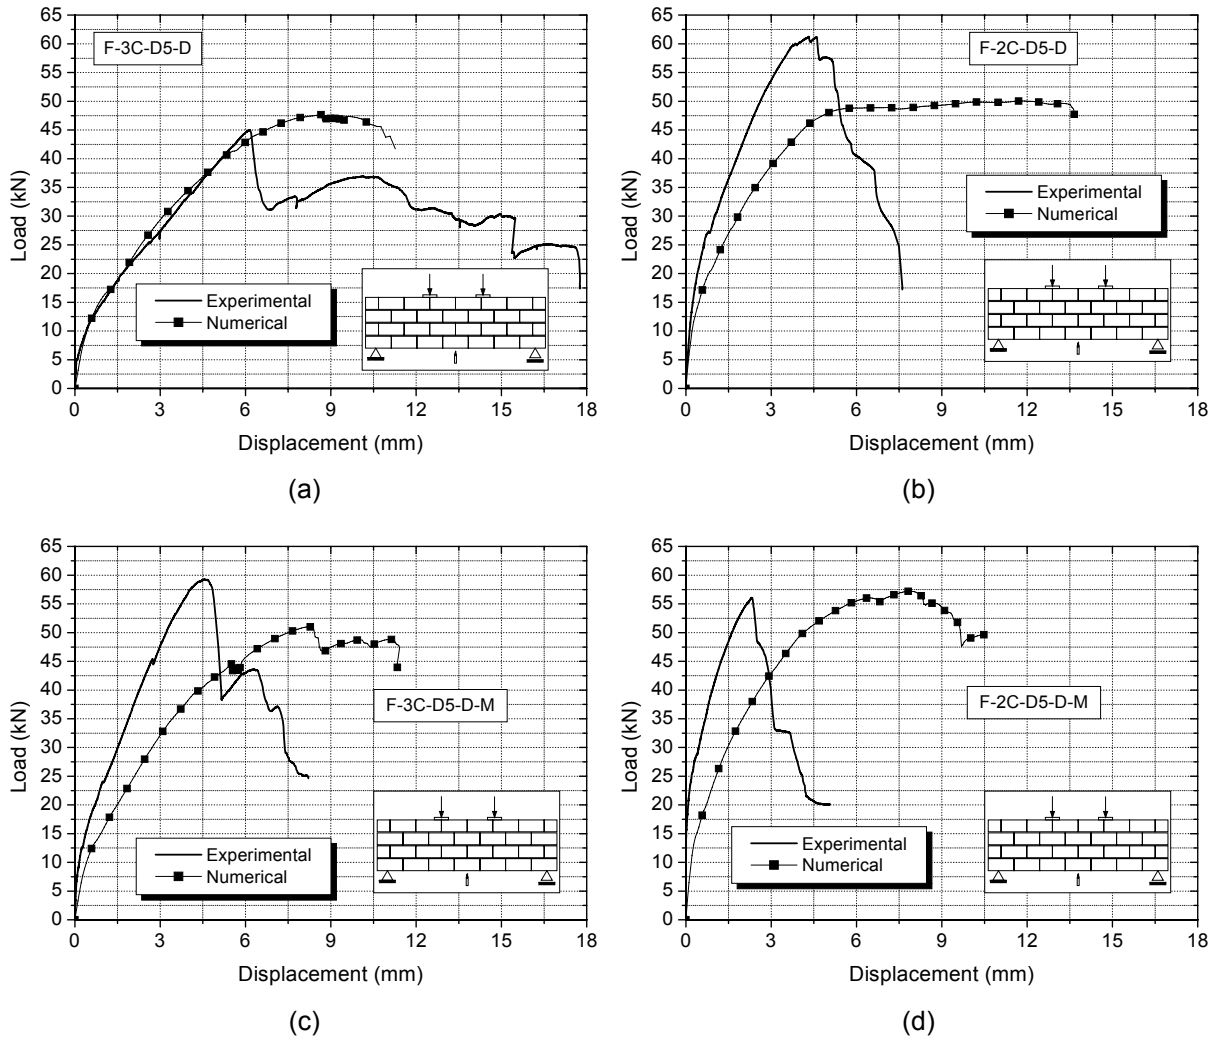 65
60
55
50
45
40
35
30
25
20
15
10
5
0
Load (kN)
F-3C-D5-D
Experimental
Numerical
0 3 6 9 12 15 18
Displacement (mm)
(a)
65
60
55
50
45
40
35
30
25
20
15
10
5
0
Load (kN)
F-2C-D5-D
Experimental
Numerical
0 3 6 9 12 15 18
Displacement (mm)
(b)
65
60
55
50
45
40
35
30
25
20
15
10
5
0
Load (kN)
F-3C-D5-D-M
Experimental
Numerical
0 3 6 9 12 15 18
Displacement (mm)
(c)
65
60
55
50
45
40
35
30
25
20
15
10
5
0
Load (kN)
F-2C-D5-D-M
Experimental
Numerical
0 3 6 9 12 15 18
Displacement (mm)
(d)